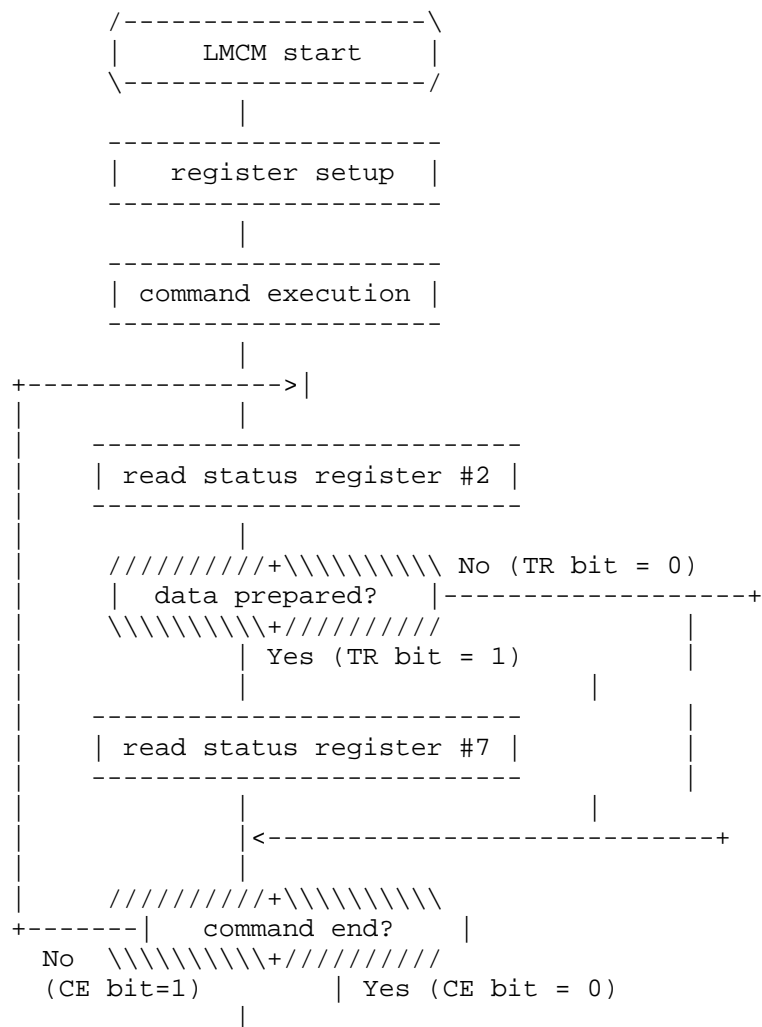 LMCM start
register setup
command execution
read status register #2
No (TR bit = 0)
data prepared?
Yes (TR bit = 1)
read status register #7
command end?
No
(CE bit=1) Yes (CE bit = 0)